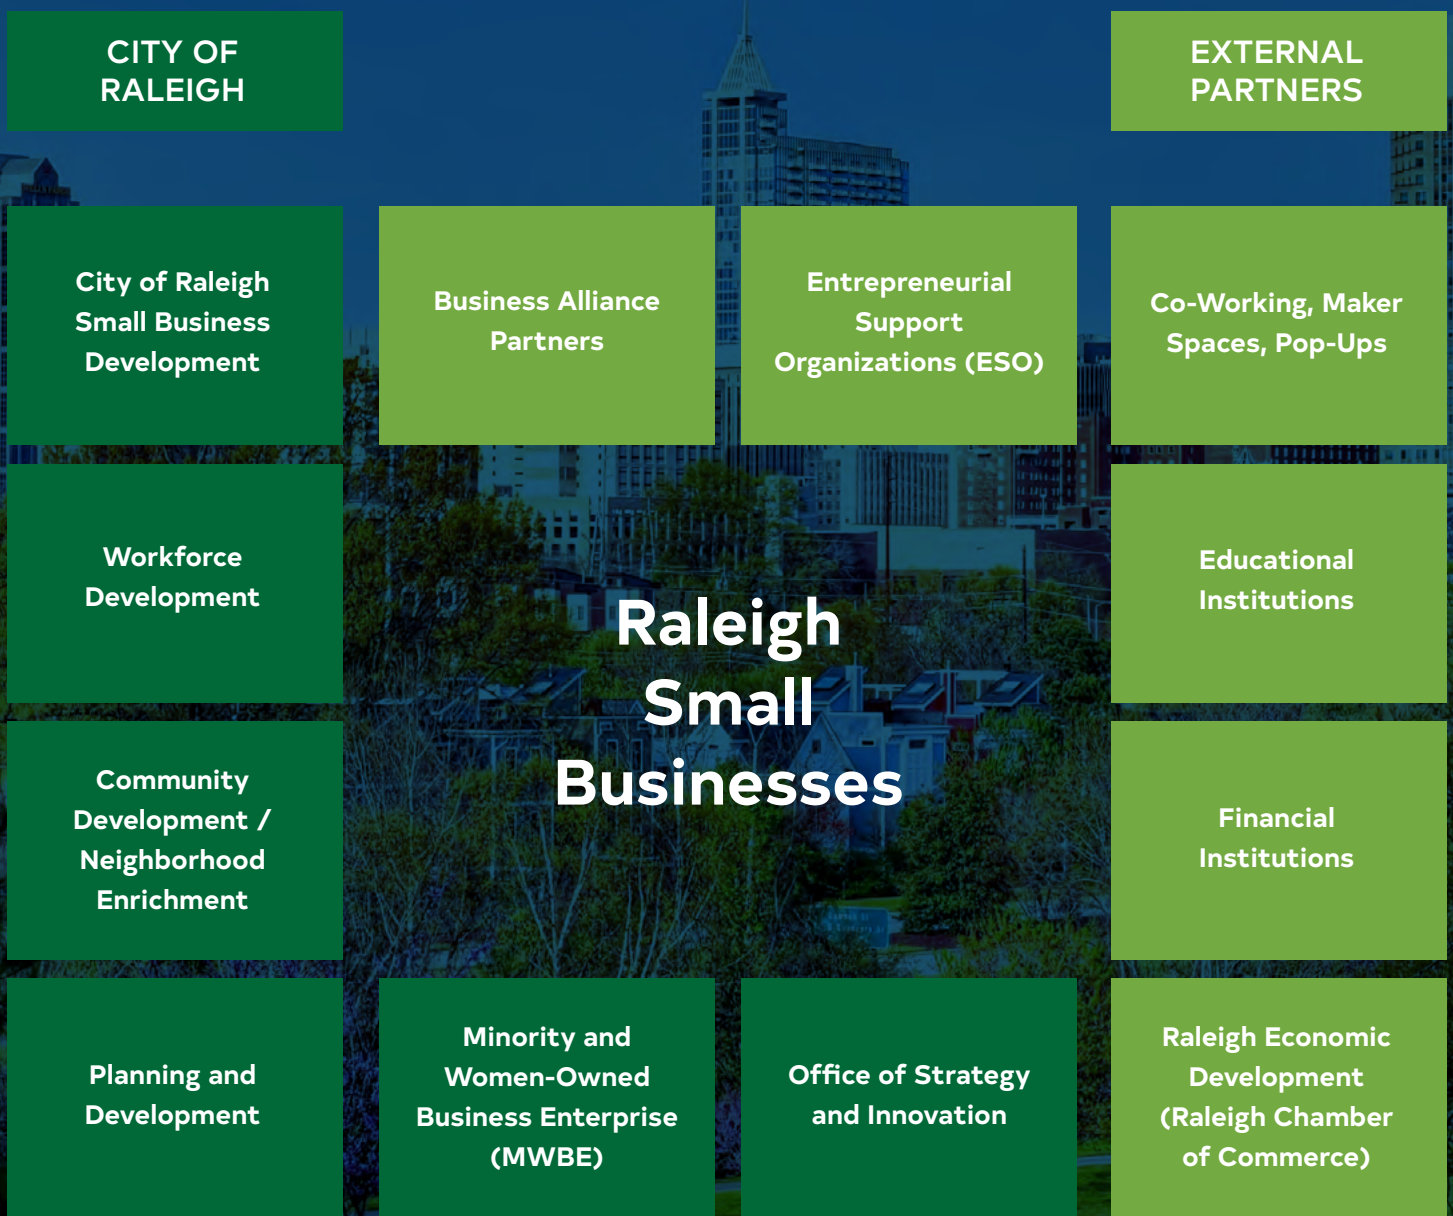 CITY OF
RALEIGH
EXTERNAL
PARTNERS
City of Raleigh
Small Business
Development
Business Alliance
Partners
Entrepreneurial
Support
Organizations (ESO)
Co-Working, Maker
Spaces, Pop-Ups
Workforce
Development
Educational
Institutions
Raleigh
Small
Businesses
Community
Development /
Neighborhood
Enrichment
Financial
Institutions
Planning and
Development
Minority and
Women-Owned
Business Enterprise
(MWBE)
Office of Strategy
and Innovation
Raleigh Economic
Development
(Raleigh Chamber
of Commerce)